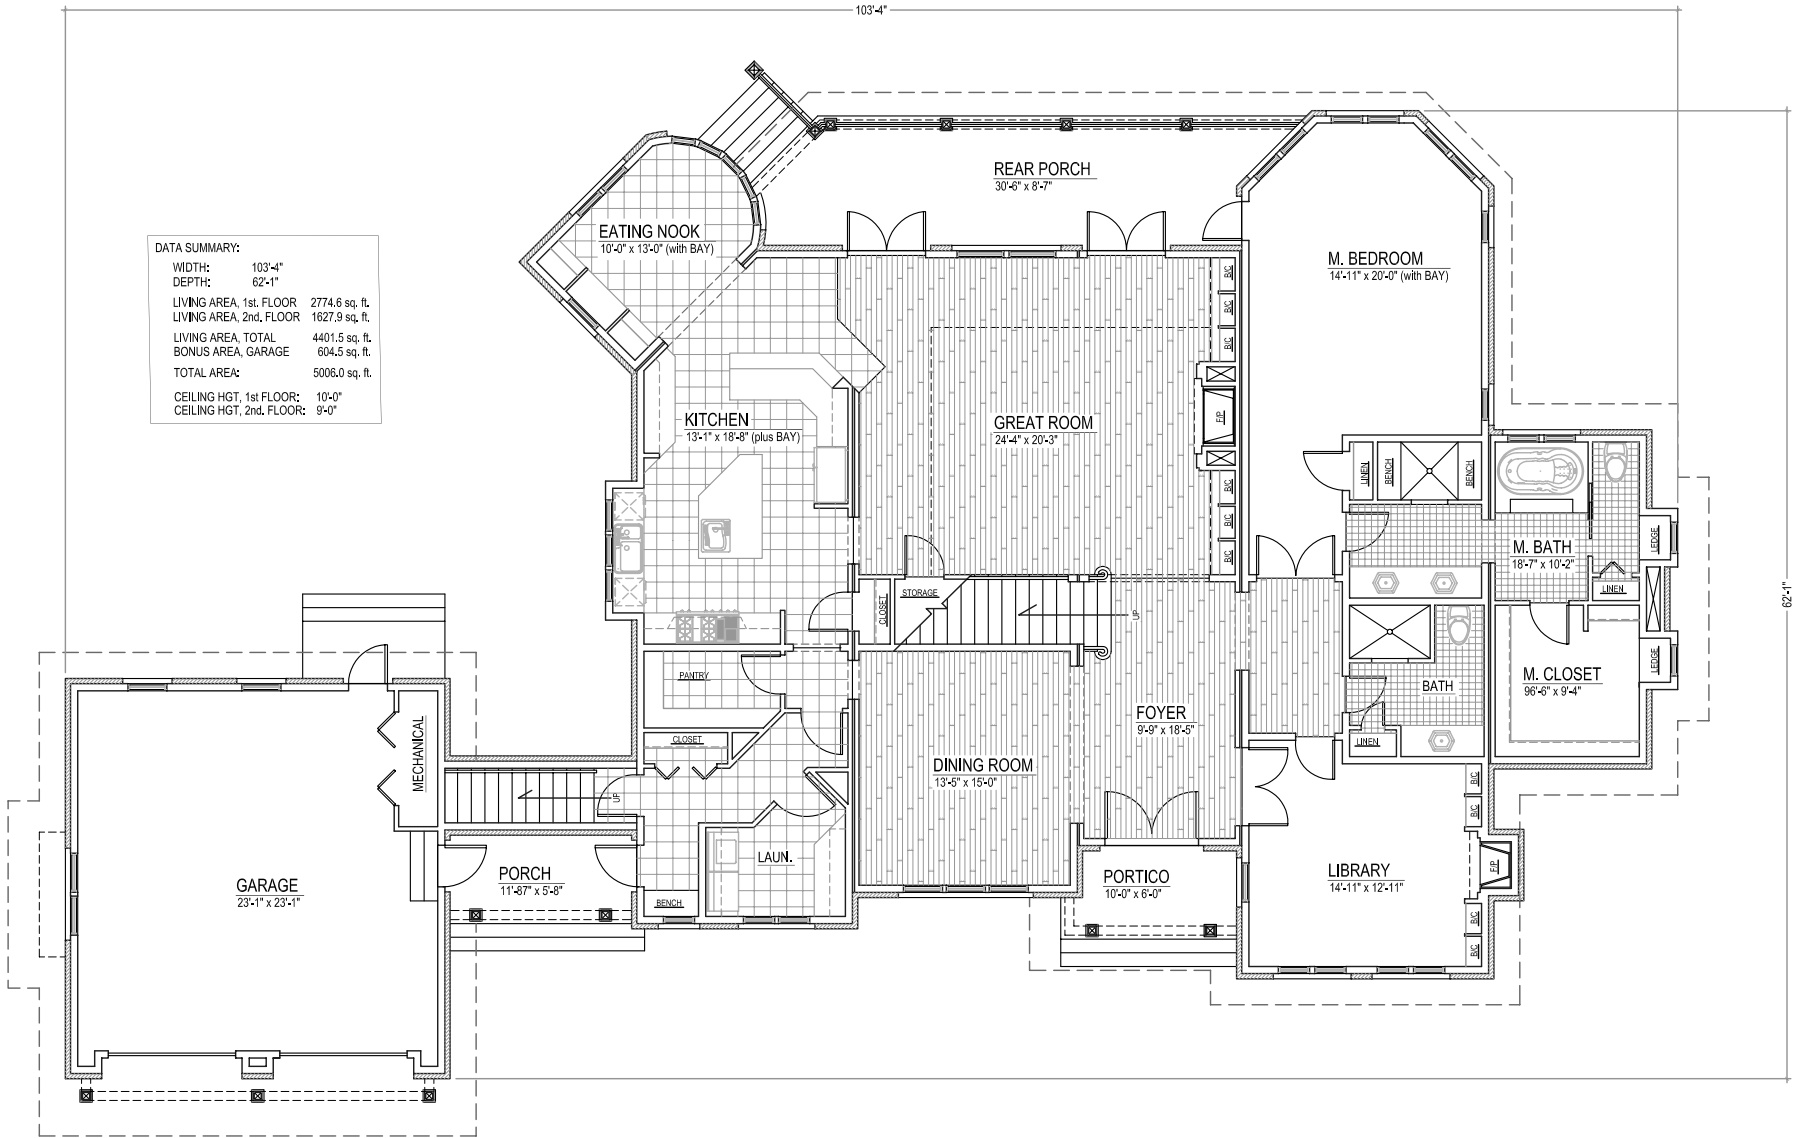 103'-4"
REAR PORCH
30'-6" x 8'-7"
EATING NOOK
10'-0" x 13'-0" (with BAY)
DATA SUMMARY:
WIDTH: 103'-4"
DEPTH: 62'-1"
LIVING AREA, 1st. FLOOR 2774.6 sq. ft.
LIVING AREA, 2nd. FLOOR 1627.9 sq. ft.
LIVING AREA, TOTAL 4401.5 sq. ft.
BONUS AREA, GARAGE 604.5 sq. ft.
TOTAL AREA: 5006.0 sq. ft.
CEILING HGT, 1st FLOOR: 10'-0"
CEILING HGT, 2nd. FLOOR: 9'-0"
M. BEDROOM
14'-11" x 20'-0" (with BAY)
B/C
B/C
B/C
F/P
KITCHEN
13'-1" x 18'-8" (plus BAY)
GREAT ROOM
24'-4" x 20'-3"
B/C
B/C
B/C
LINEN
BENCH
BENCH
M. BATH
18'-7" x 10'-2"
LEDGE
LINEN
62'-1"
CLOSET
STORAGE
UP
LEDGE
PANTRY
M. CLOSET
96'-6" x 9'-4"
BATH
FOYER
9'-9" x 18'-5"
LINEN
MECHANICAL
CLOSET
DINING ROOM
13'-5" x 15'-0"
UP
B/C
B/C
LAUN.
PORCH
11'-87" x 5'-8"
GARAGE
23'-1" x 23'-1"
PORTICO
10'-0" x 6'-0"
LIBRARY
14'-11" x 12'-11"
F/P
BENCH
B/C
B/C